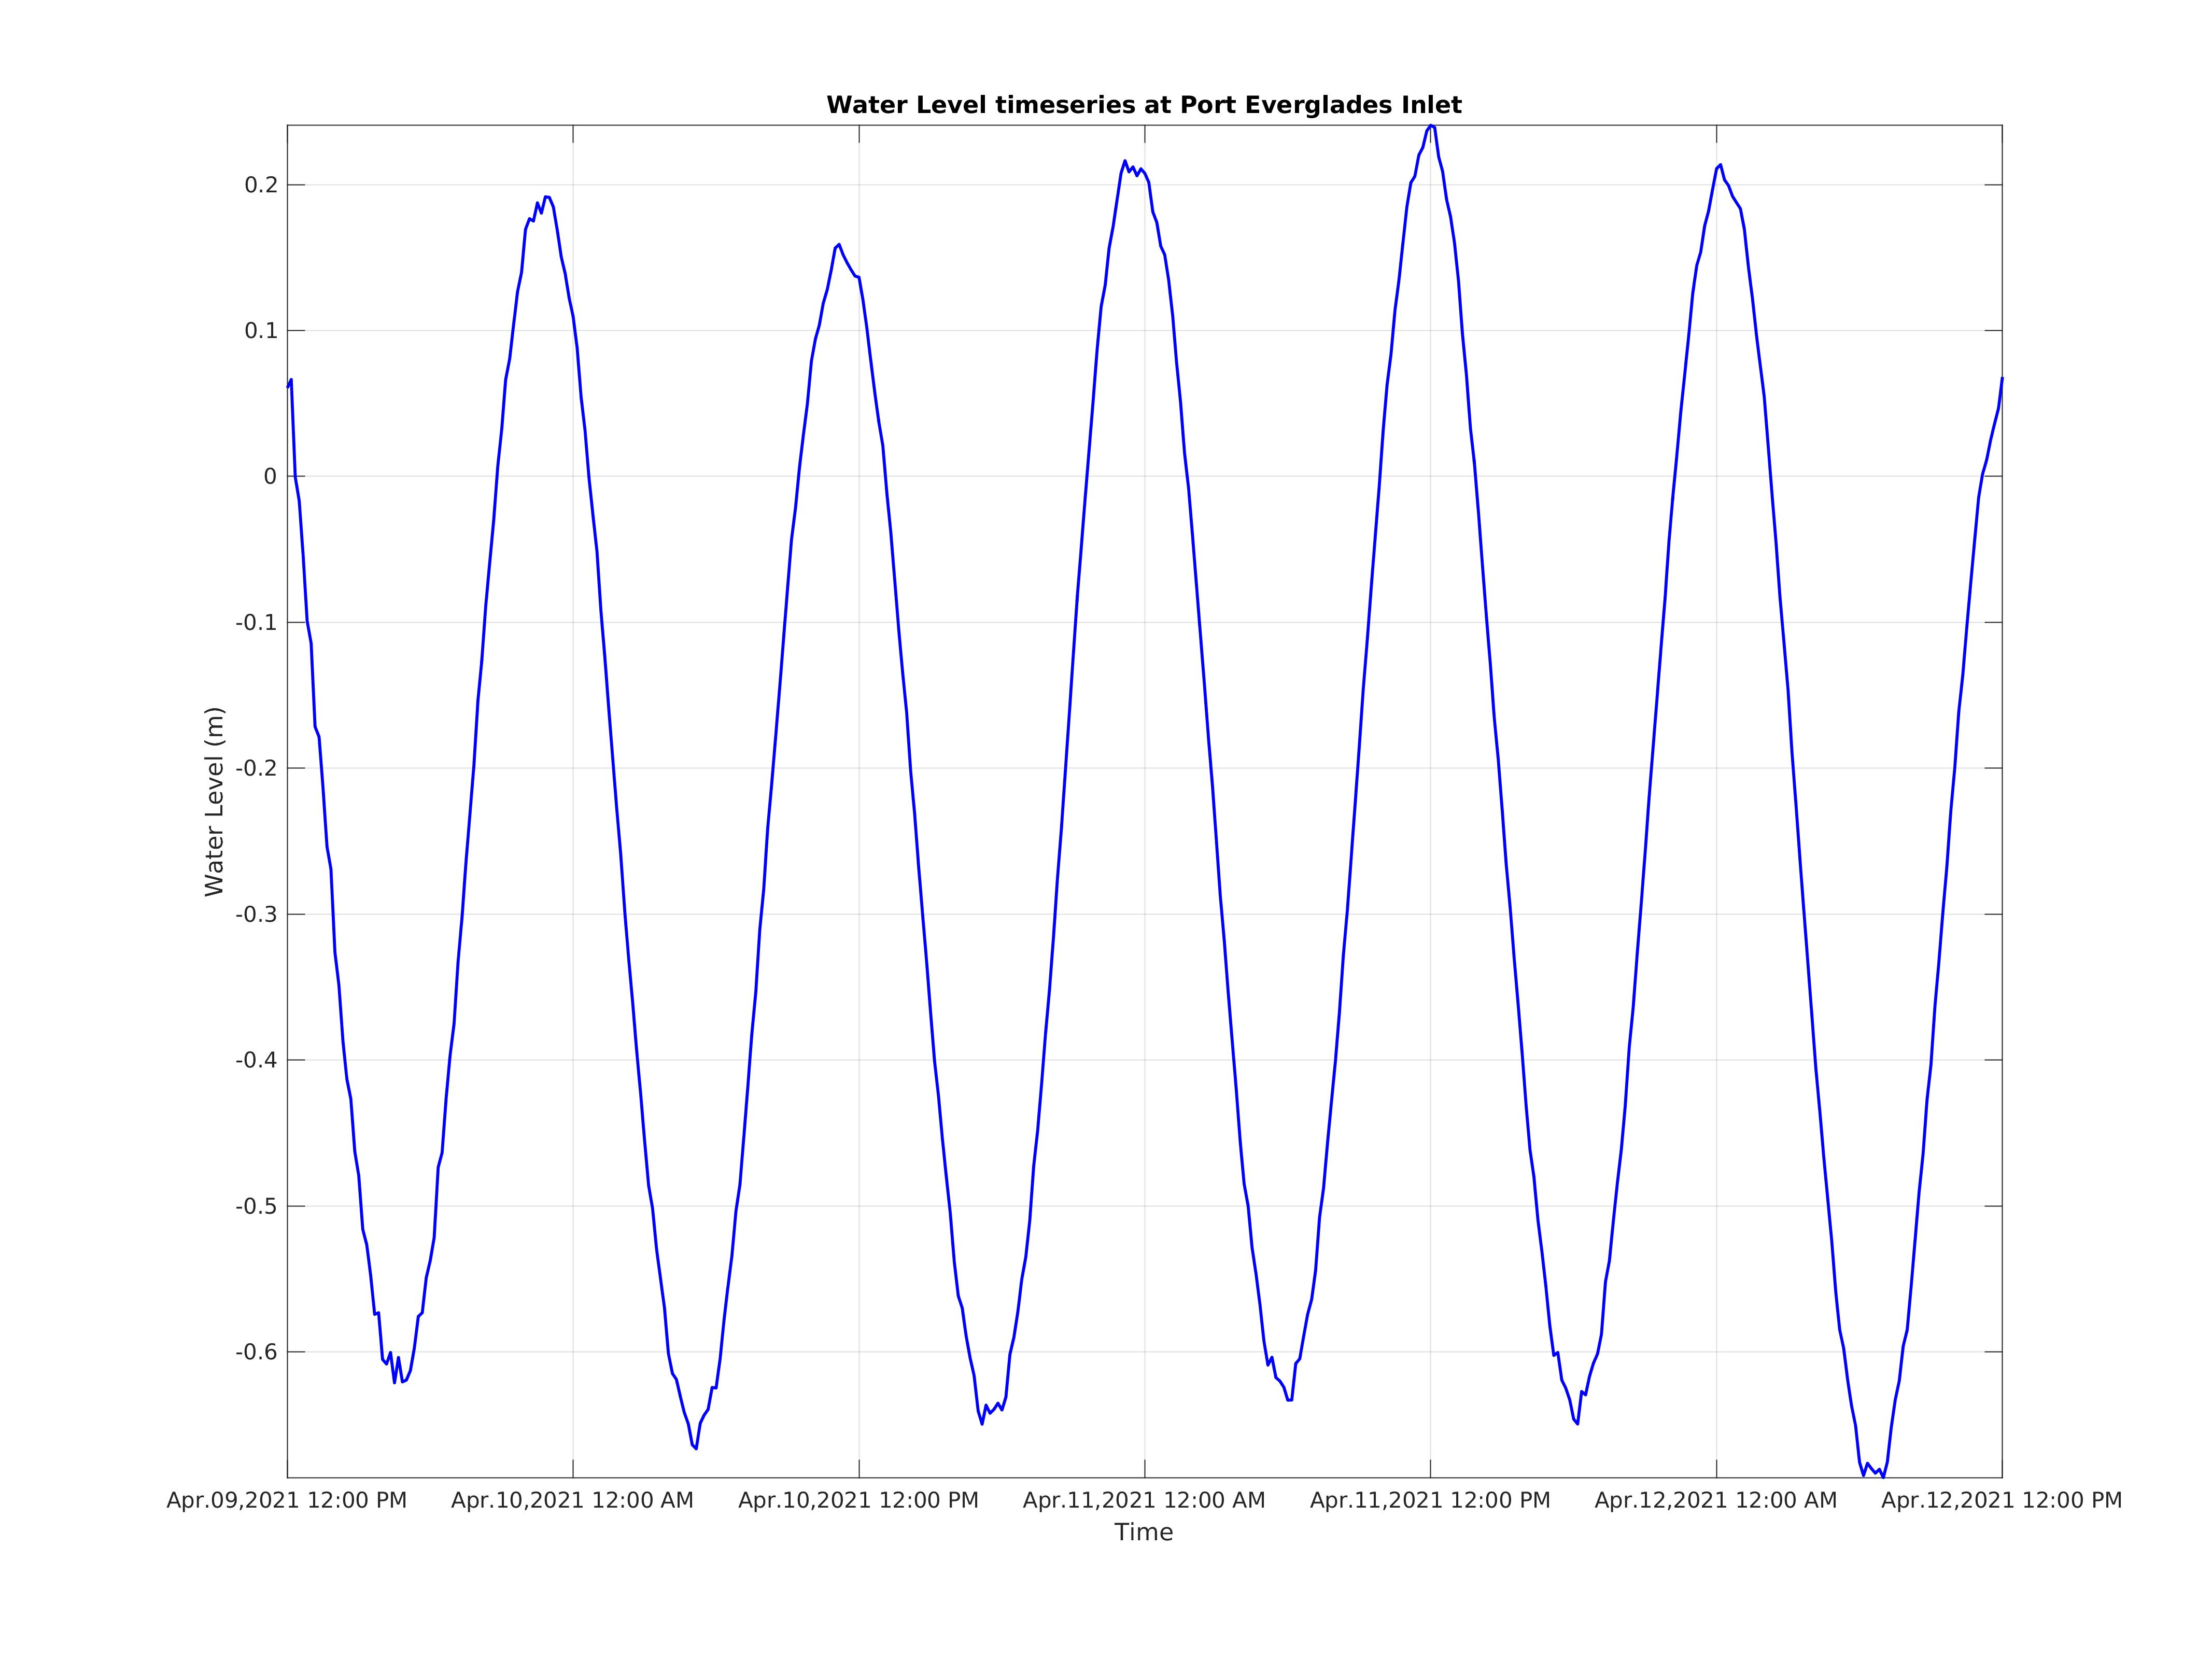 Water Level timeseries at Port Everglades Inlet
0.2
0.1
0
-0.1
-0.2
-0.3
-0.4
-0.5
-0.6
Water Level (m)
Apr.09,2021 12:00 PM
Apr.10,2021 12:00 AM
Apr.10,2021 12:00 PM
Apr.11,2021 12:00 AM
Apr.11,2021 12:00 PM
Apr.12,2021 12:00 AM
Apr.12,2021 12:00 PM
Time